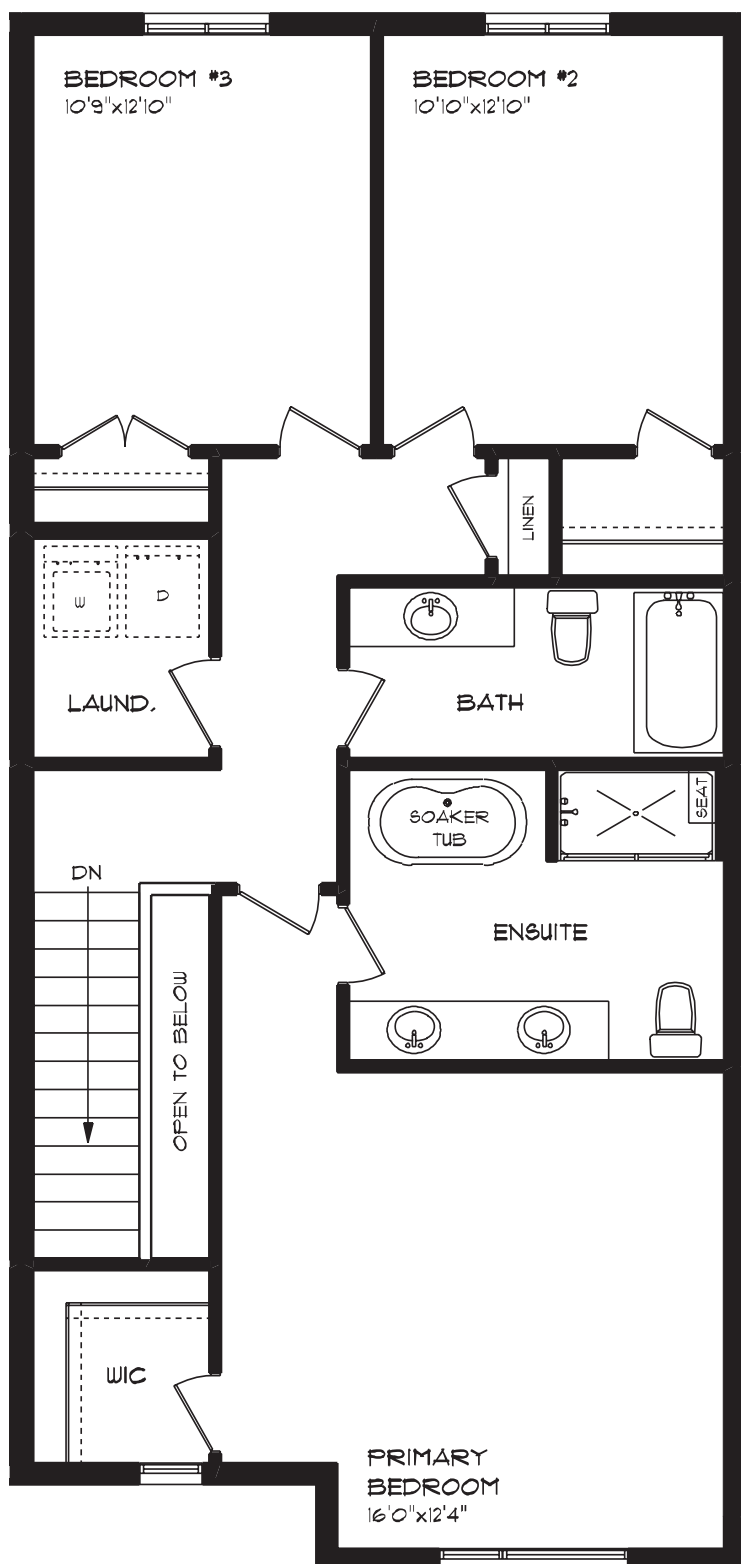 BEDROOM #3
10'9"x12'10"
BEDROOM #2
10'10"x12'10"
LINEN
W
D
LAUND.
BATH
SOAKER
TUB
SEAT
DN
ENSUITE
OPEN TO BELOW
WIC
PRIMARY
BEDROOM
16'0"x12'4"